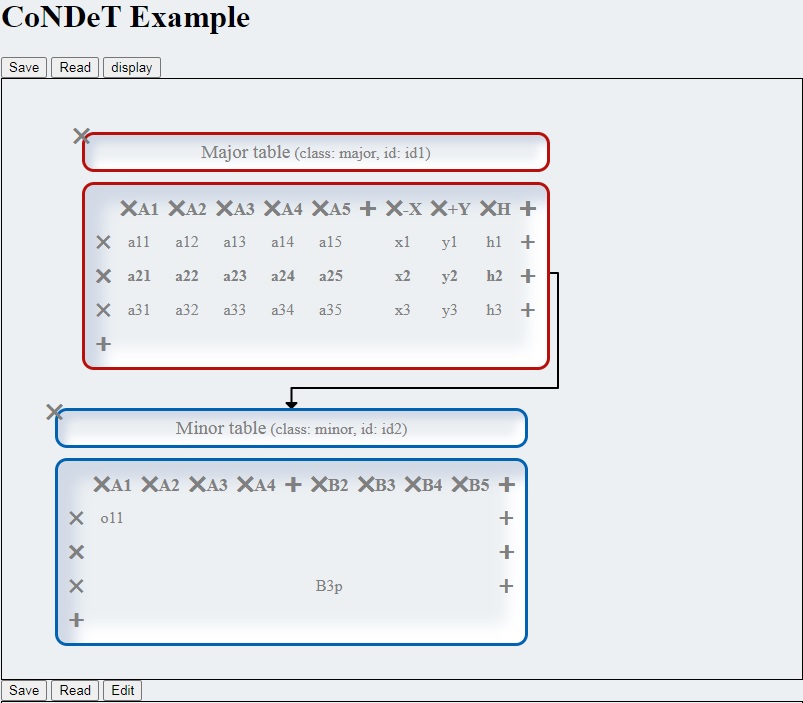 CoNDeT Example
Save Read display
Major table (class: major, id: id1)
A1 A2 A3 A4 A5 + -X +Y H +
a11 a12 a13 a14 a15 x1 y1 h1 +
a21 a22 a23 a24 a25 x2 y2 h2 +
a31 a32 a33 a34 a35 x3 y3 h3 +
+
Minor table (class: minor, id: id2)
A1 A2 A3 A4 + B2 B3 B4 B5 +
o11 +
+
B3p +
+
Save Read Edit